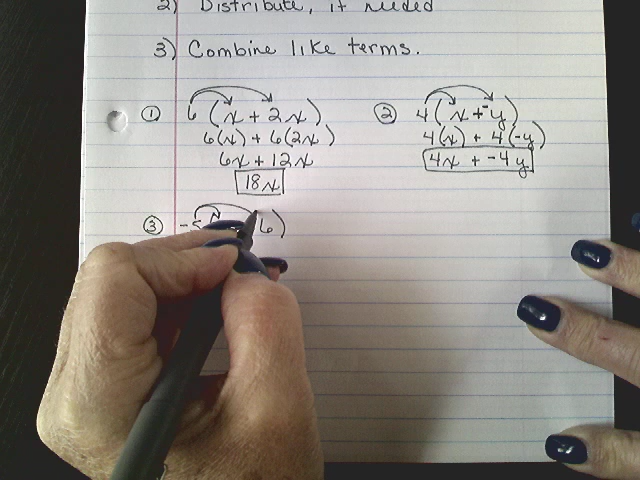 2) Distribute, if needed
3) Combine like terms.
① 6 (x + 2x)
6(x) + 6(2x)
6x + 12x
18x
② 4(x + -y)
4(x) + 4(-y)
4x + -4y
③ 6)